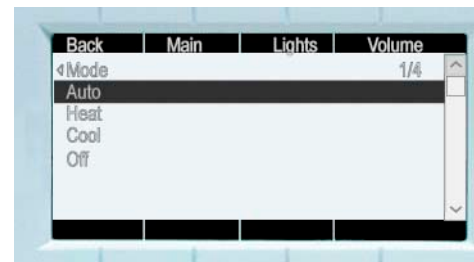 Back Main Lights Volume
Mode 1/4
Auto
Heat
Cool
Off